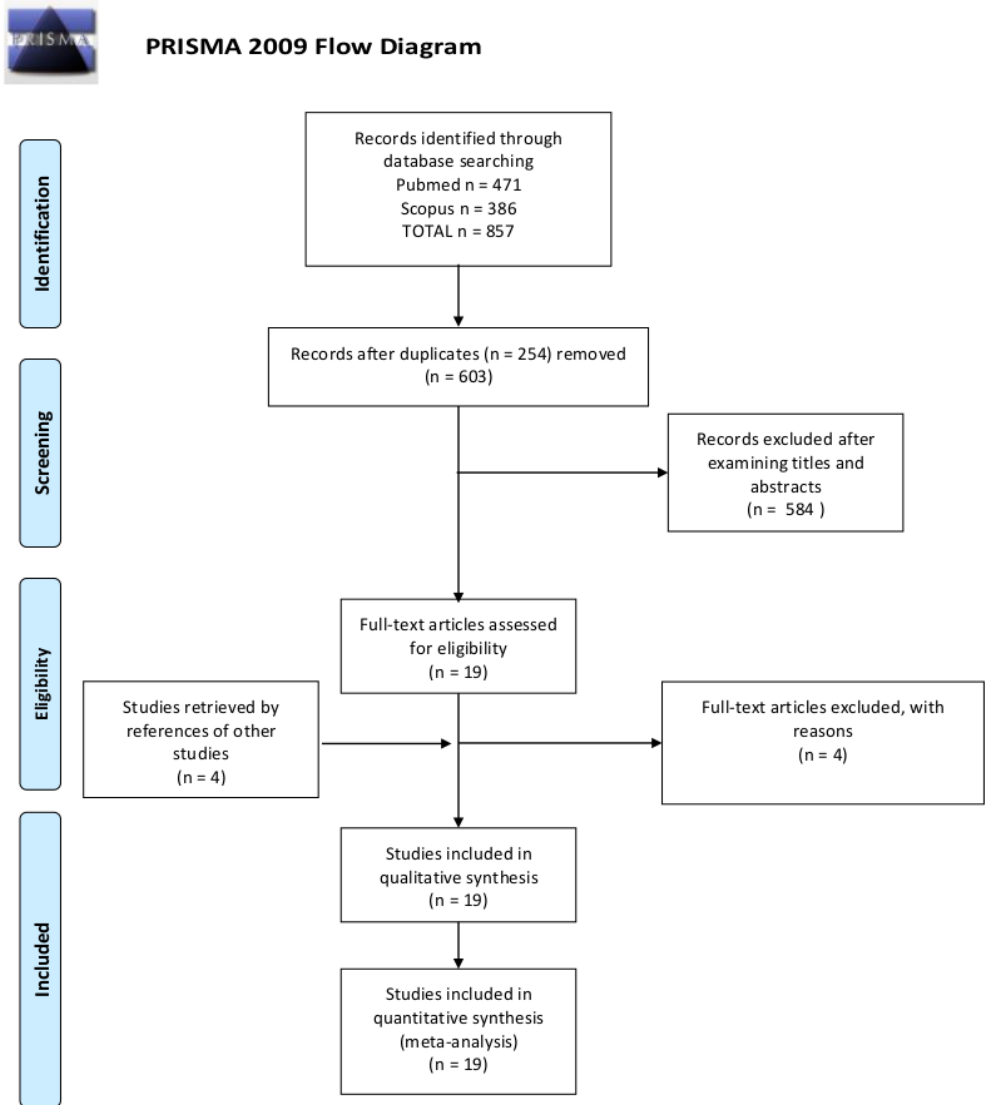 PRISMA
PRISMA 2009 Flow Diagram
Identification
Records identified through
database searching
Pubmed n = 471
Scopus n = 386
TOTAL n = 857
Records after duplicates (n = 254) removed
(n = 603)
Screening
Records excluded after
examining titles and
abstracts
(n = 584 )
Eligibility
Full-text articles assessed
for eligibility
(n = 19)
Studies retrieved by
references of other
studies
(n = 4)
Full-text articles excluded, with
reasons
(n = 4)
Included
Studies included in
qualitative synthesis
(n = 19)
Studies included in
quantitative synthesis
(meta-analysis)
(n = 19)